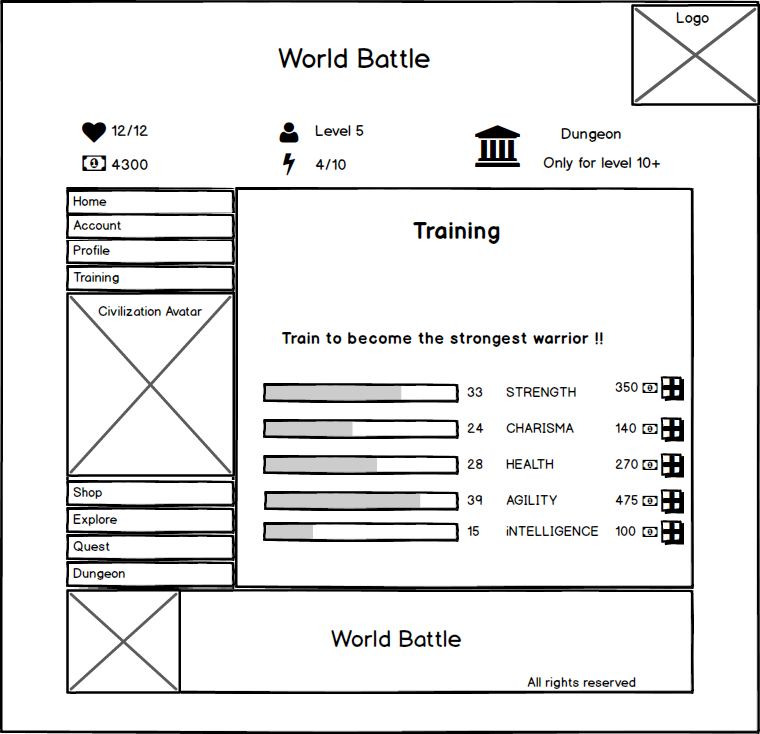 Logo
World Battle
12/12
Level 5
Dungeon
4300
4/10
Only for level 10+
Home
Account
Profile
Training
Civilization Avatar
Shop
Explore
Quest
Dungeon
Training
Train to become the strongest warrior !!
33 STRENGTH 350
24 CHARISMA 140
28 HEALTH 270
39 AGILITY 475
15 iNTELLIGENCE 100
World Battle
All rights reserved